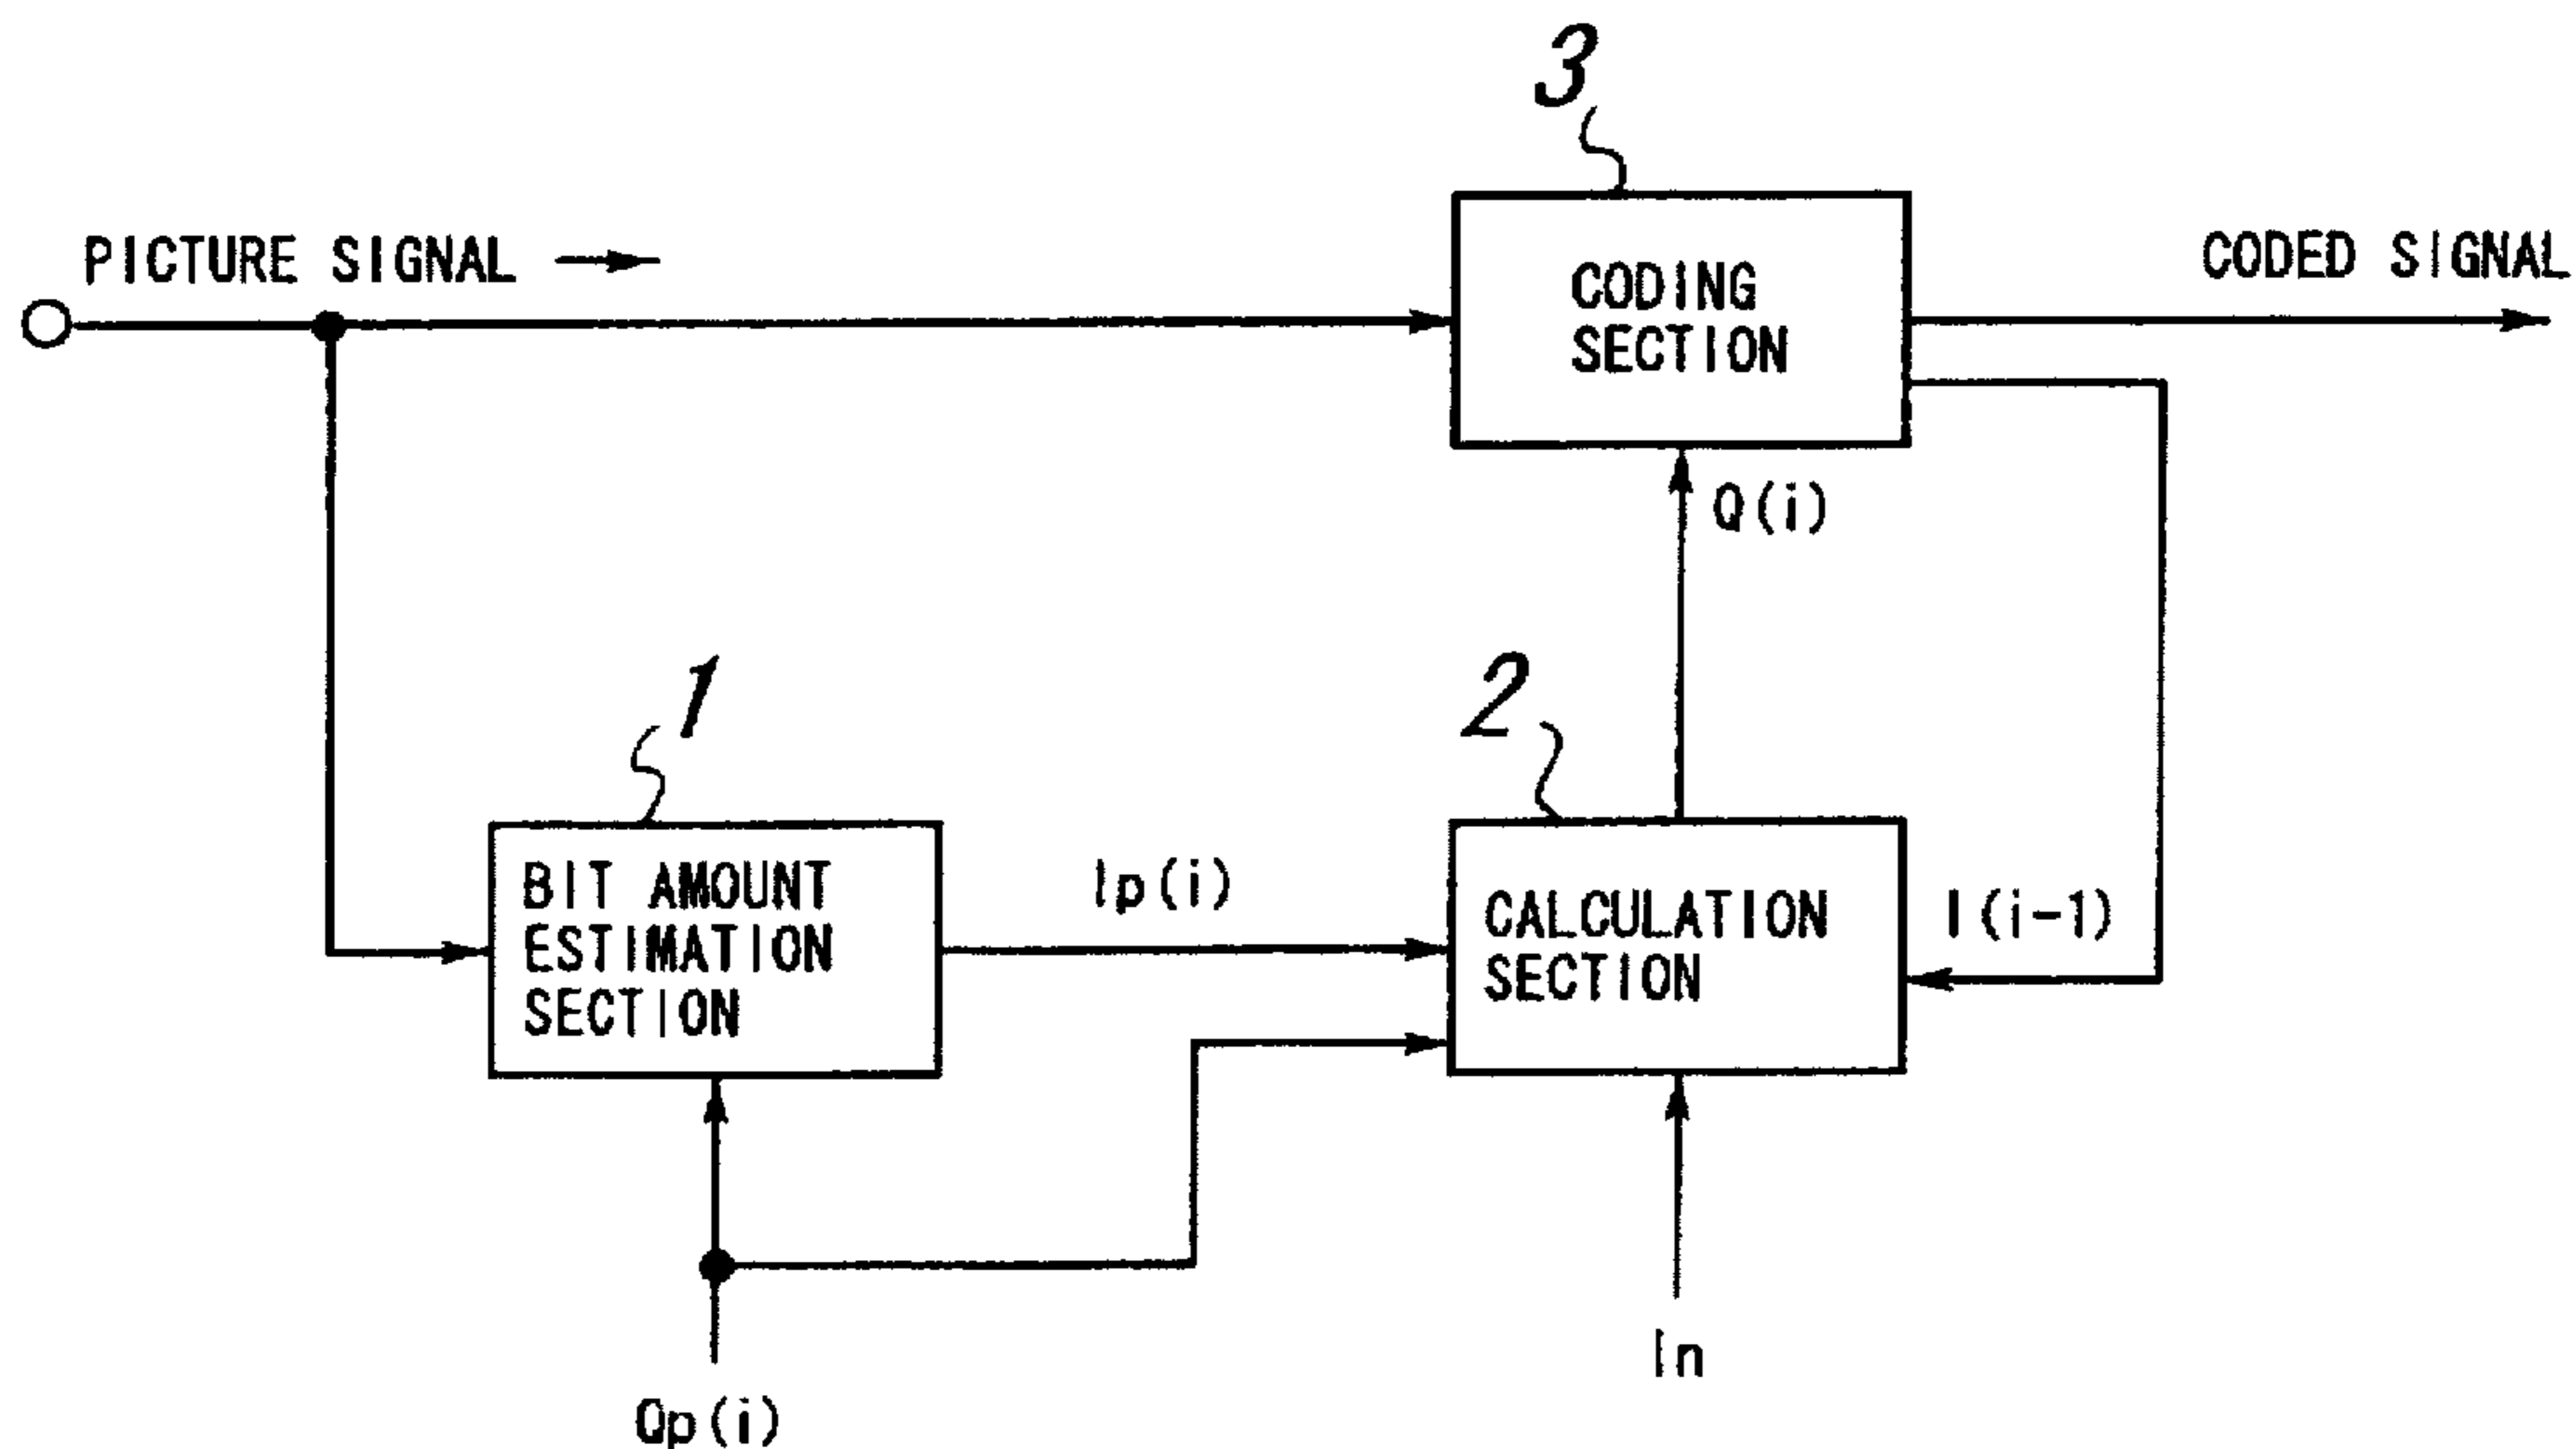 3
PICTURE SIGNAL
CODING
SECTION
CODED SIGNAL
Q(i)
1
2
BIT AMOUNT
ESTIMATION
SECTION
Ip(i)
CALCULATION
SECTION
I(i-1)
In
Qp(i)